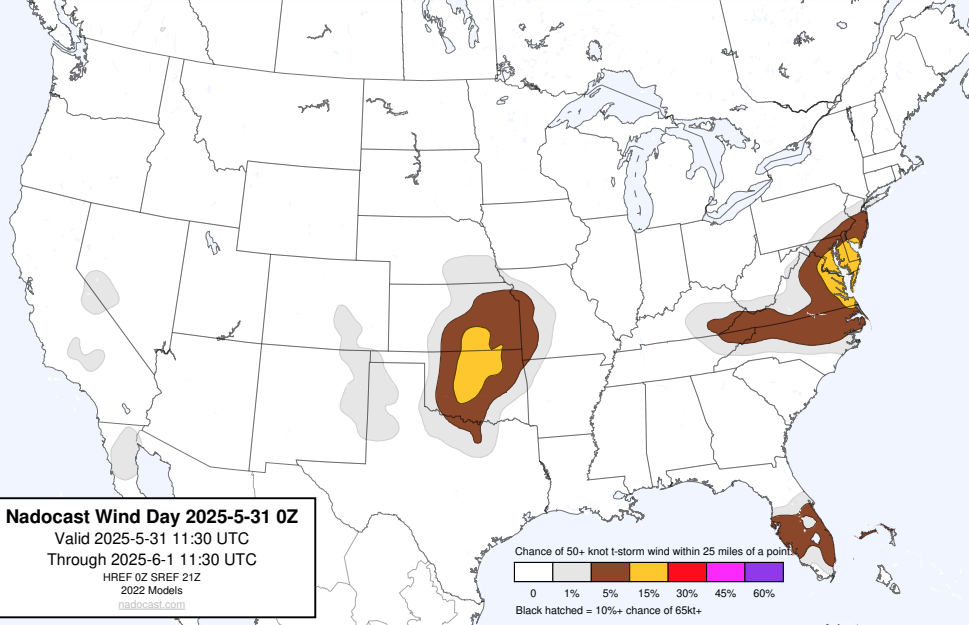 Nadocast Wind Day 2025-5-31 0Z
Valid 2025-5-31 11:30 UTC
Through 2025-6-1 11:30 UTC
HREF 0Z SREF 21Z
2022 Models
nadocast.com
Chance of 50+ knot t-storm wind within 25 miles of a point.
0 1% 5% 15% 30% 45% 60%
Black hatched = 10%+ chance of 65kt+